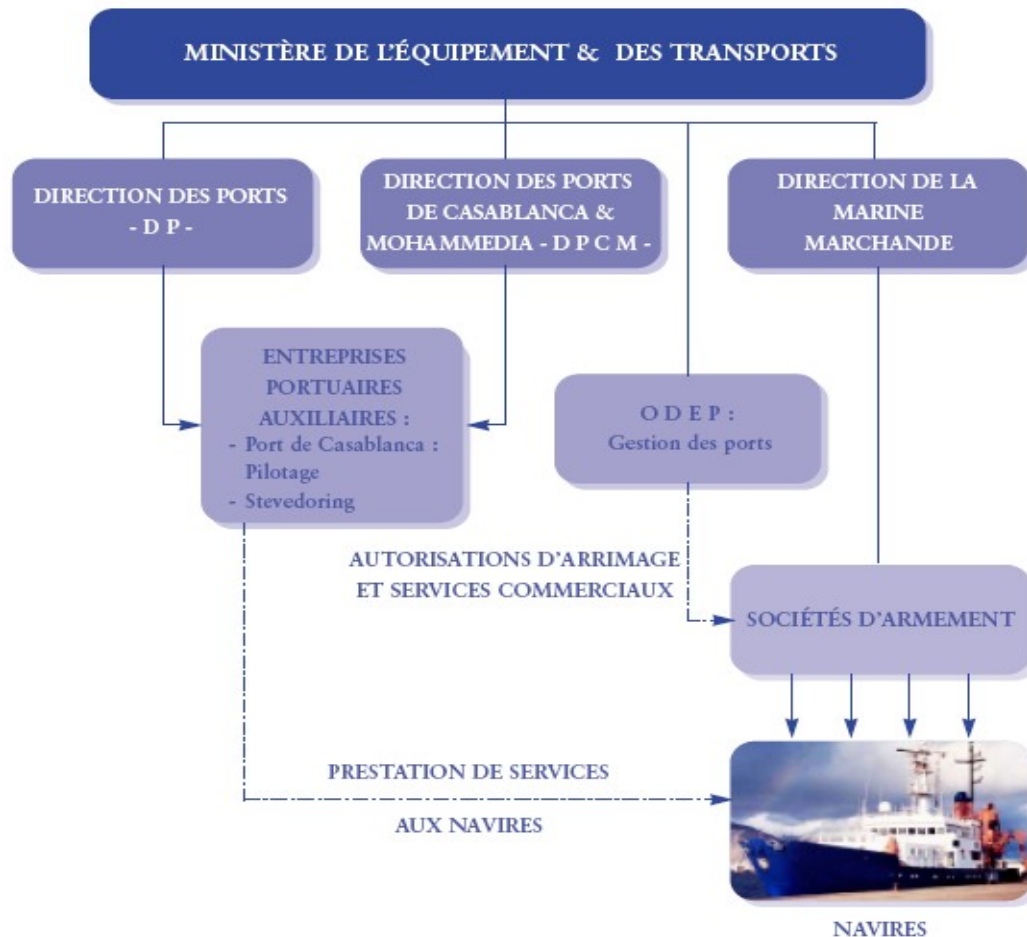 MINISTÈRE DE L'ÉQUIPEMENT & DES TRANSPORTS
DIRECTION DES PORTS
- D P -
DIRECTION DES PORTS
DE CASABLANCA &
MOHAMMEDIA - D P C M -
DIRECTION DE LA
MARINE
MARCHANDE
ENTREPRISES
PORTUAIRES
AUXILIAIRES :
- Port de Casablanca :
Pilotage
- Stevedoring
O D E P :
Gestion des ports
AUTORISATIONS D'ARRIMAGE
ET SERVICES COMMERCIAUX
SOCIÉTÉS D'ARMEMENT
PRESTATION DE SERVICES
AUX NAVIRES
NAVIRES